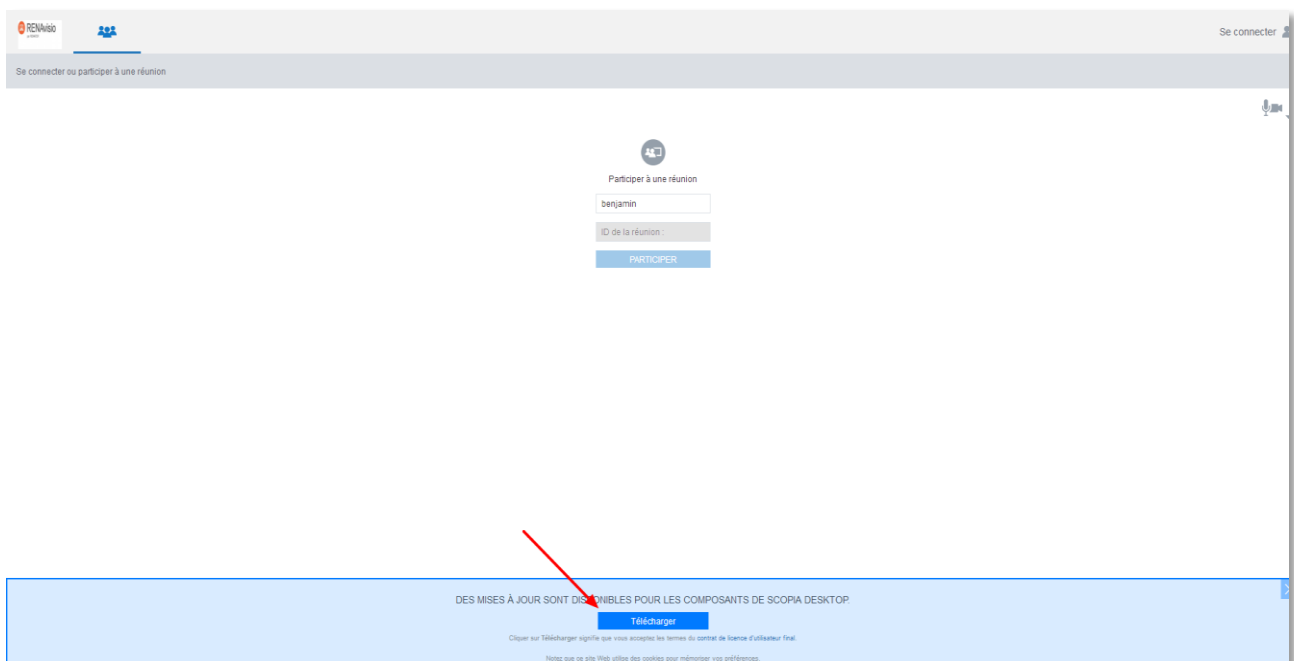 RENAvisio
Se connecter
Se connecter ou participer à une réunion
Participer à une réunion
benjamin
ID de la réunion :
PARTICIPER
DES MISES À JOUR SONT DISPONIBLES POUR LES COMPOSANTS DE SCOPIA DESKTOP.
Télécharger
Cliquer sur Télécharger signifie que vous acceptez les termes du contrat de licence d'utilisateur final.
Notez que ce site Web utilise des cookies pour mémoriser vos préférences.